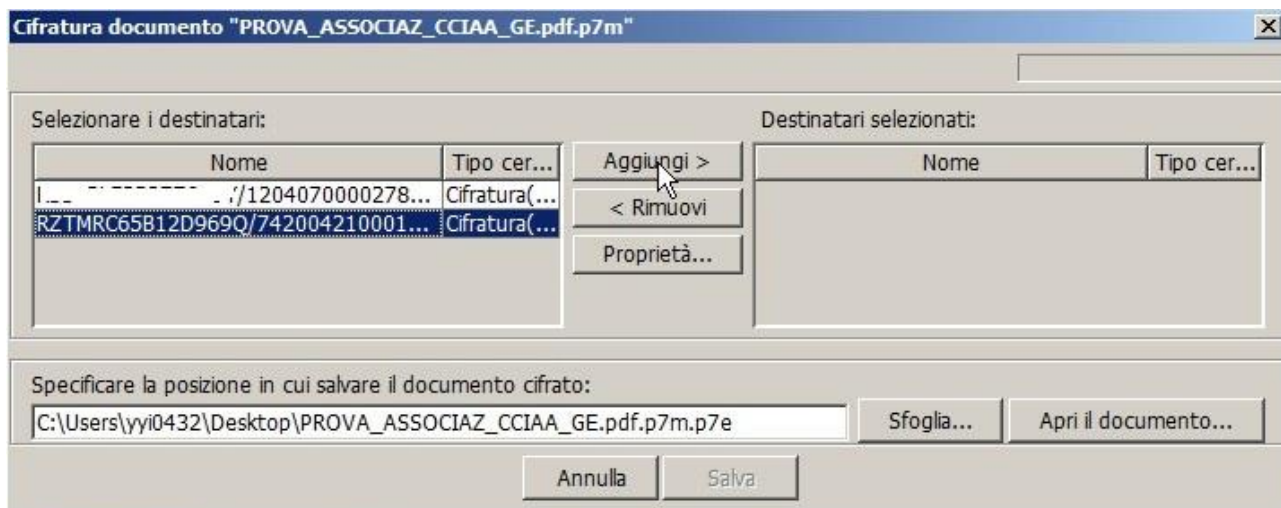 Cifratura documento "PROVA_ASSOCIAZ_CCIAA_GE.pdf.p7m"
Selezionare i destinatari:
Destinatari selezionati:
Nome Tipo cer...
Aggiungi >
Nome Tipo cer...
/1204070000278... Cifratura(...
< Rimuovi
RZTMRC65B12D969Q/742004210001... Cifratura(...
Proprietà...
Specificare la posizione in cui salvare il documento cifrato:
C:\Users\yyi0432\Desktop\PROVA_ASSOCIAZ_CCIAA_GE.pdf.p7m.p7e
Sfoglia...
Apri il documento...
Annulla
Salva